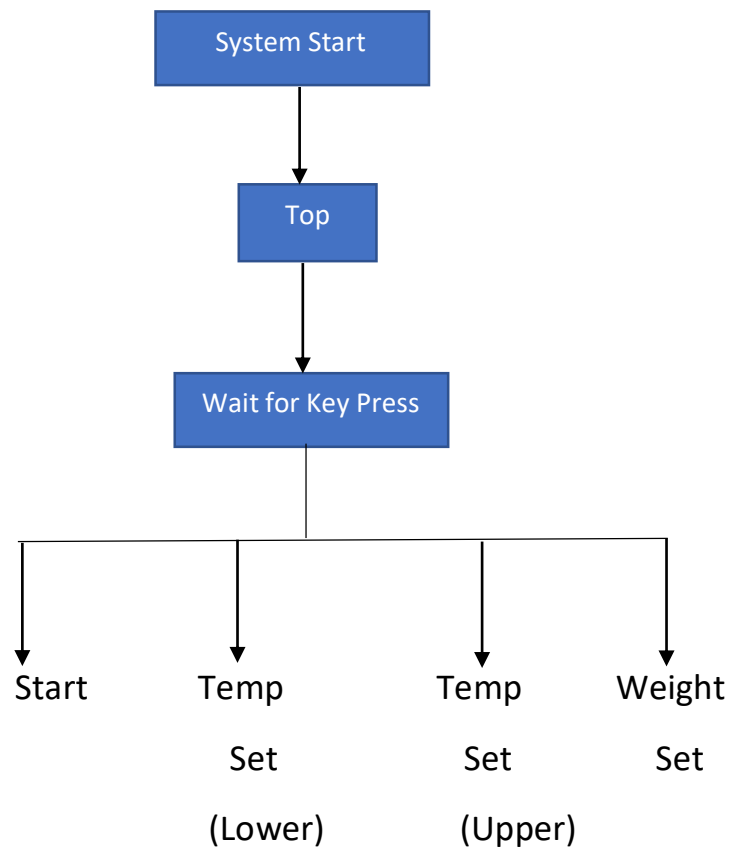 System Start
Top
Wait for Key Press
Start
Temp
Set
(Lower)
Temp
Set
(Upper)
Weight
Set